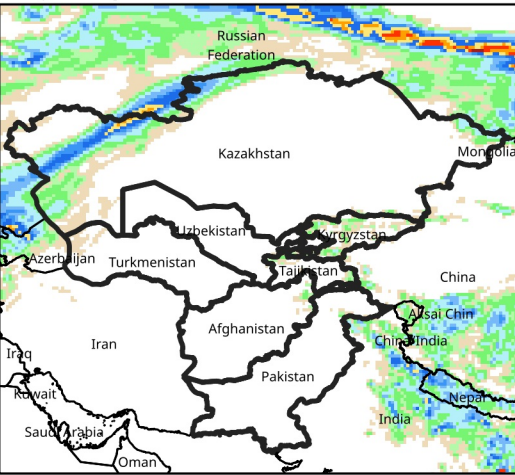 Russian
Federation
Kazakhstan
Mongolia
Uzbekistan
Kyrgyzstan
Azerbaijan
Turkmenistan
Tajikistan
China
Aksai Chin
Afghanistan
China/India
Iran
Iraq
Pakistan
Kuwait
Nepal
India
Saudi Arabia
Oman